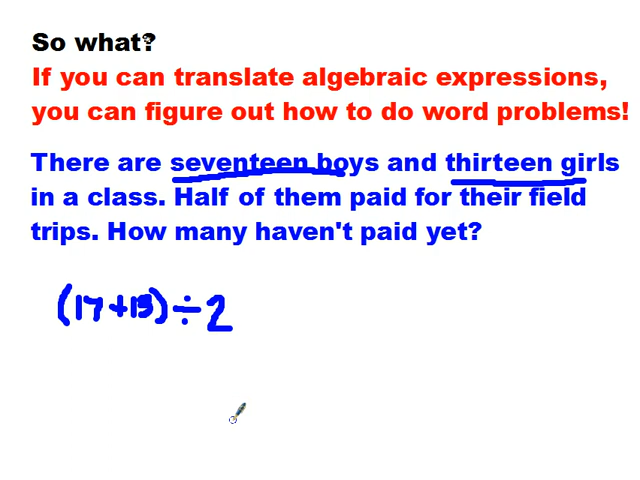 So what?
If you can translate algebraic expressions,
you can figure out how to do word problems!
There are seventeen boys and thirteen girls
in a class. Half of them paid for their field
trips. How many haven't paid yet?
(17+13)÷2